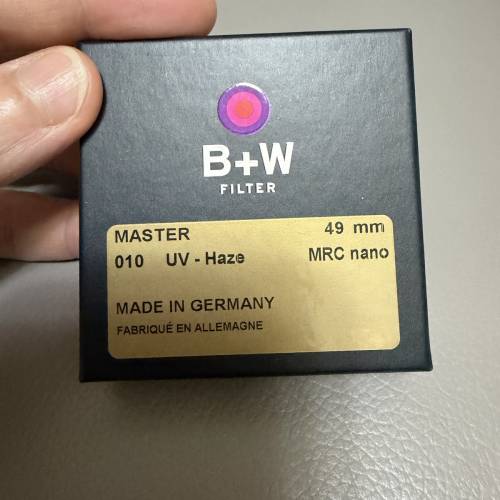 B+W
FILTER
MASTER 49 mm
010 UV - Haze MRC nano
MADE IN GERMANY
FABRIQUÉ EN ALLEMAGNE